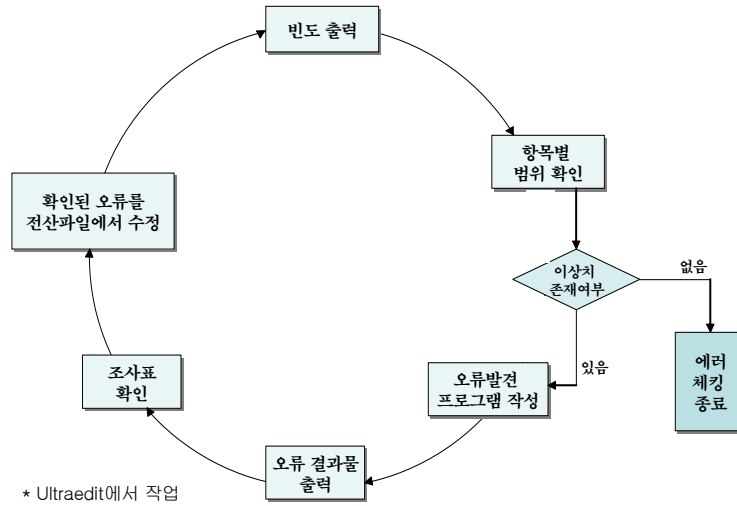 빈도 출력
항목별
범위 확인
이상치
존재여부
없음
있음
에러
체킹
종료
오류발견
프로그램 작성
오류 결과물
출력
조사표
확인
확인된 오류를
전산파일에서 수정
* Ultraedit에서 작업